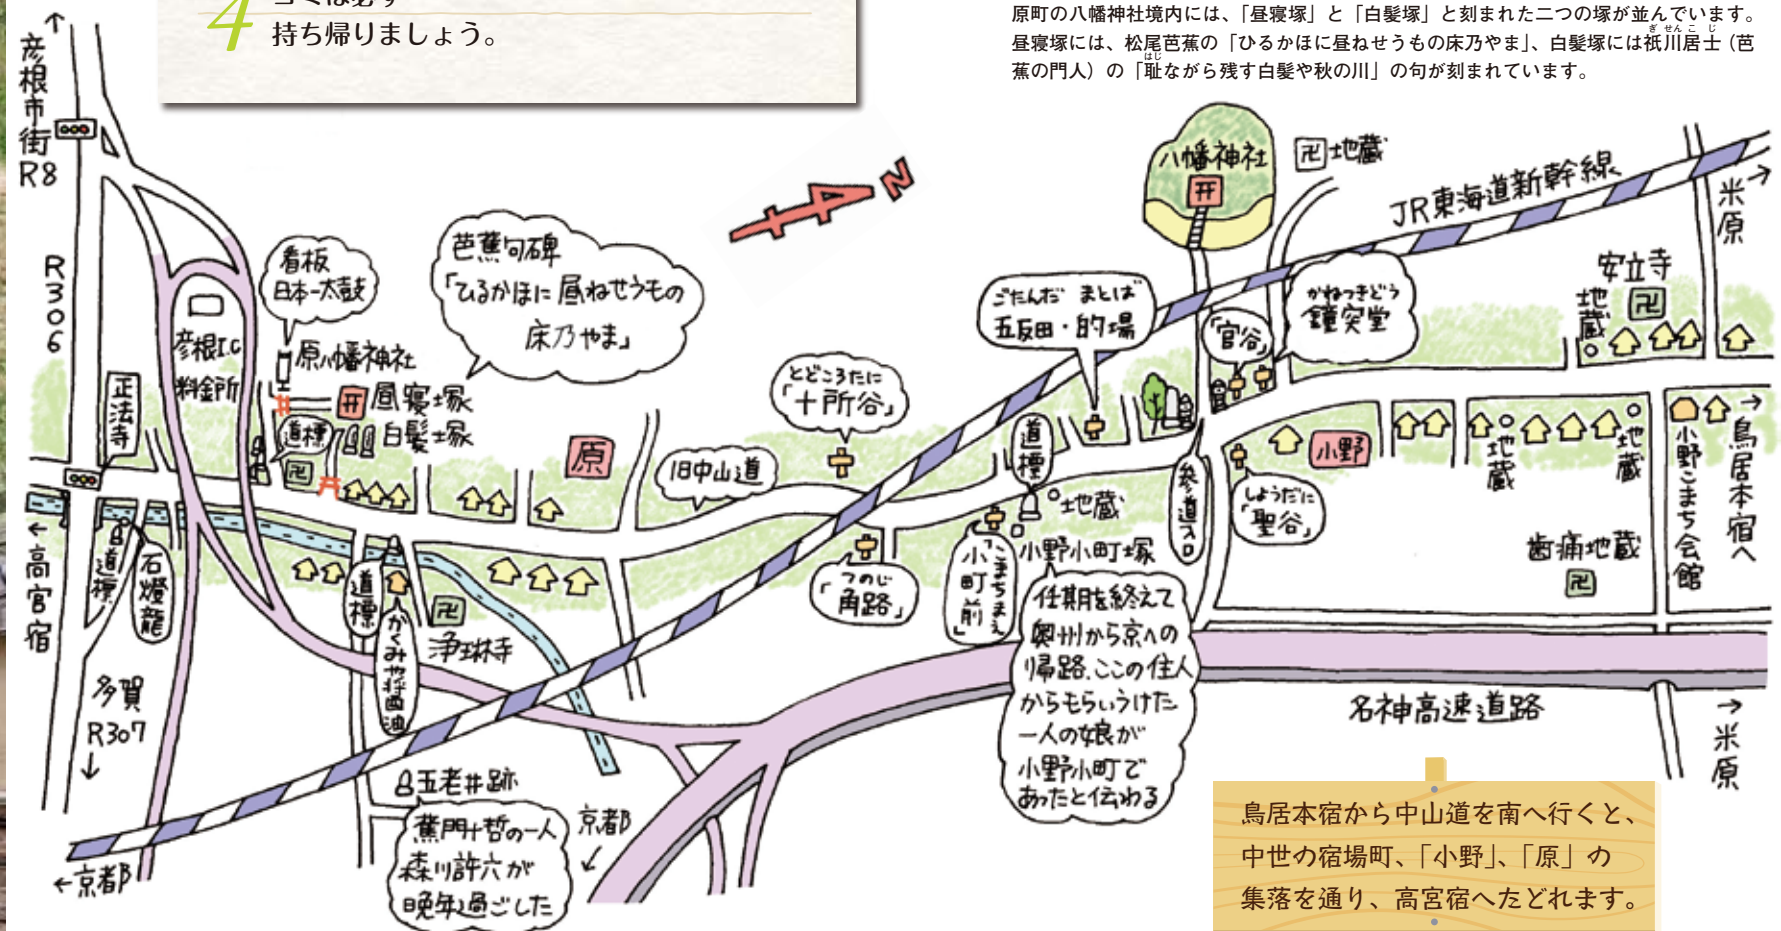 4
ゴミは必ず
持ち帰りましょう。
原町の八幡神社境内には、「昼寝塚」と「白髪塚」と刻まれた二つの塚が並んでいます。
昼寝塚には、松尾芭蕉の「ひるかほに昼ねせうもの床乃やま」、白髪塚には祇川居士(芭
ぎせんこじ
蕉の門人)の「恥ながら残す白髪や秋の川」の句が刻まれています。
はじ
↑
彦根市街
R8
R306
正法寺
←高宮宿
道標
石燈籠
多賀
R307
↓
彦根I.C
料金所
看板
日本一太鼓
原八幡神社
昼寝塚
白髪塚
道標
芭蕉句碑
「ひるかほに昼ねせうもの
床乃やま」
原
旧中山道
道標
かくみや醤油
浄琳寺
五老井跡
蕉門十哲の一人
森川許六が
晩年過ごした
←京都
京都
↙
N
とどころたに
「十所谷」
つのじ
「角路」
ごたんだ まとば
五反田・的場
道標
地蔵
こまちまえ
「小町前」
小野小町塚
任期を終えて
奥州から京への
帰路、ここの住人
からもらいうけた
一人の娘が
小野小町で
あったと伝わる
八幡神社
地蔵
JR東海道新幹線
米原
→
「官谷」
かねつきどう
鐘突堂
参道入口
しょうだに
「聖谷」
小野
地蔵
地蔵
地蔵
安立寺
歯痛地蔵
小野こまち会館
→
鳥居本宿へ
名神高速道路
→
米原
鳥居本宿から中山道を南へ行くと、
中世の宿場町、「小野」、「原」の
集落を通り、高宮宿へたどれます。